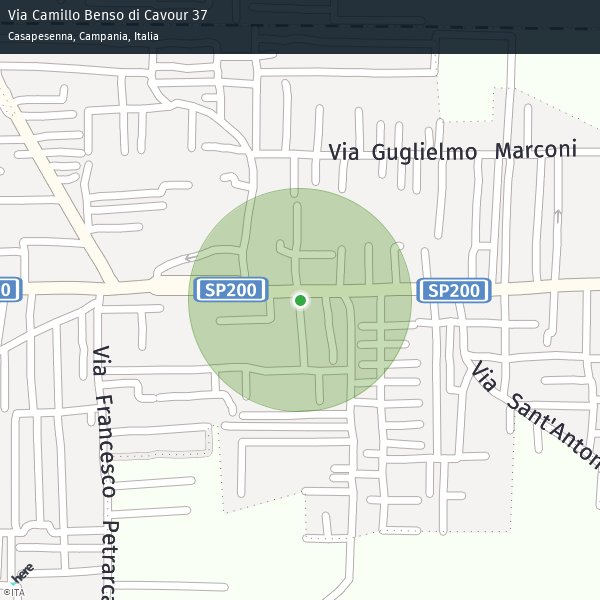 Via Camillo Benso di Cavour 37
Casapesenna, Campania, Italia
Via Guglielmo Marconi
SP200
SP200
0
Via Francesco Petrarca
Via Sant'Anton
here
©ITA